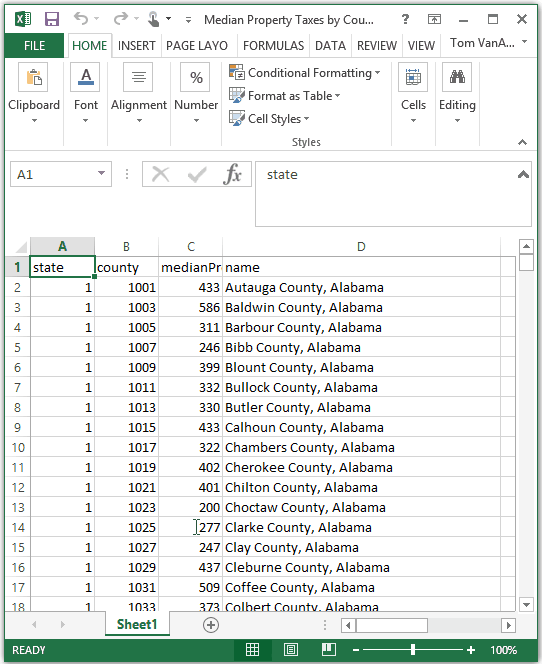 Median Property Taxes by Cou...
FILE HOME INSERT PAGE LAYO FORMULAS DATA REVIEW VIEW Tom VanA...
Clipboard Font Alignment Number Conditional Formatting Cells Editing
Format as Table
Cell Styles
Styles
A1 fx state
A B C D
1 state county medianPr name
2 1 1001 433 Autauga County, Alabama
3 1 1003 586 Baldwin County, Alabama
4 1 1005 311 Barbour County, Alabama
5 1 1007 246 Bibb County, Alabama
6 1 1009 399 Blount County, Alabama
7 1 1011 332 Bullock County, Alabama
8 1 1013 330 Butler County, Alabama
9 1 1015 433 Calhoun County, Alabama
10 1 1017 322 Chambers County, Alabama
11 1 1019 402 Cherokee County, Alabama
12 1 1021 401 Chilton County, Alabama
13 1 1023 200 Choctaw County, Alabama
14 1 1025 277 Clarke County, Alabama
15 1 1027 247 Clay County, Alabama
16 1 1029 437 Cleburne County, Alabama
17 1 1031 509 Coffee County, Alabama
18 1 1033 373 Colbert County, Alabama
Sheet1
READY 100%